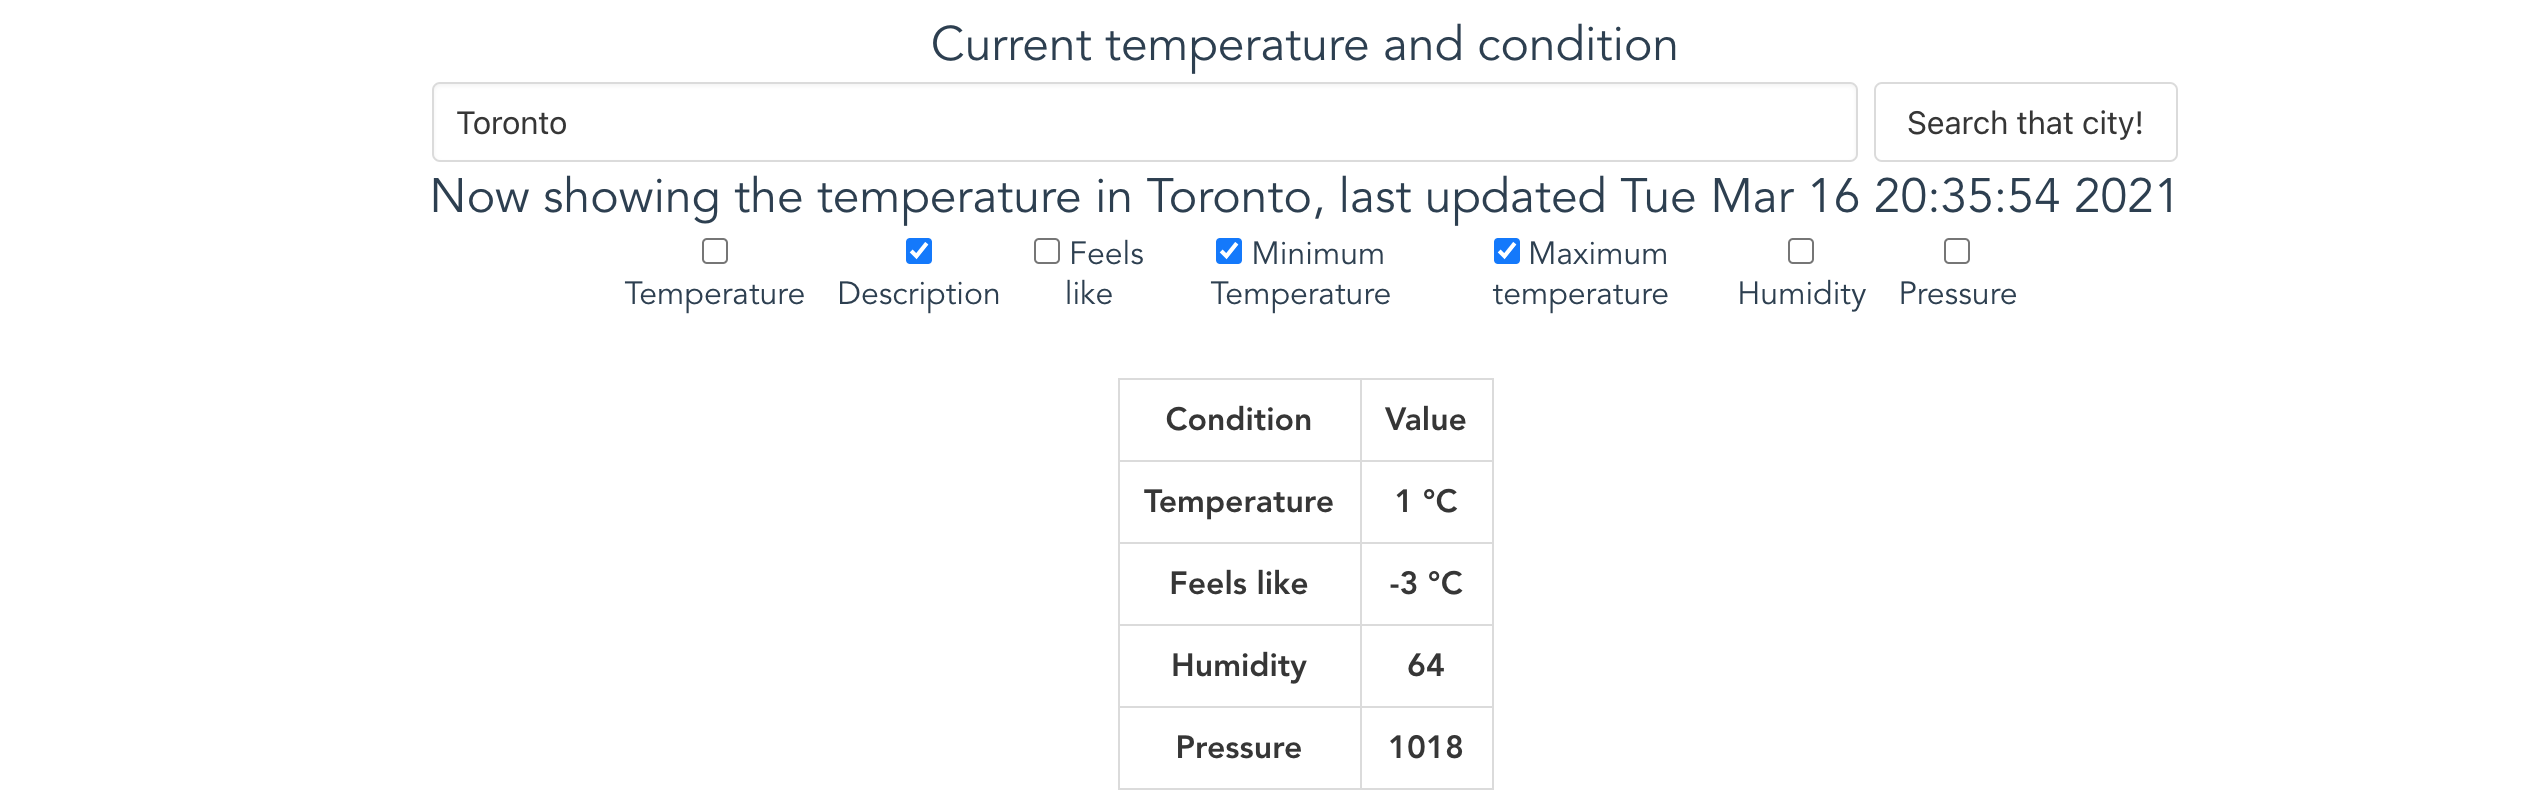 Current temperature and condition
Toronto
Search that city!
Now showing the temperature in Toronto, last updated Tue Mar 16 20:35:54 2021
Temperature
Description
Feels
like
Minimum
Temperature
Maximum
temperature
Humidity
Pressure
Condition Value
Temperature 1 °C
Feels like -3 °C
Humidity 64
Pressure 1018